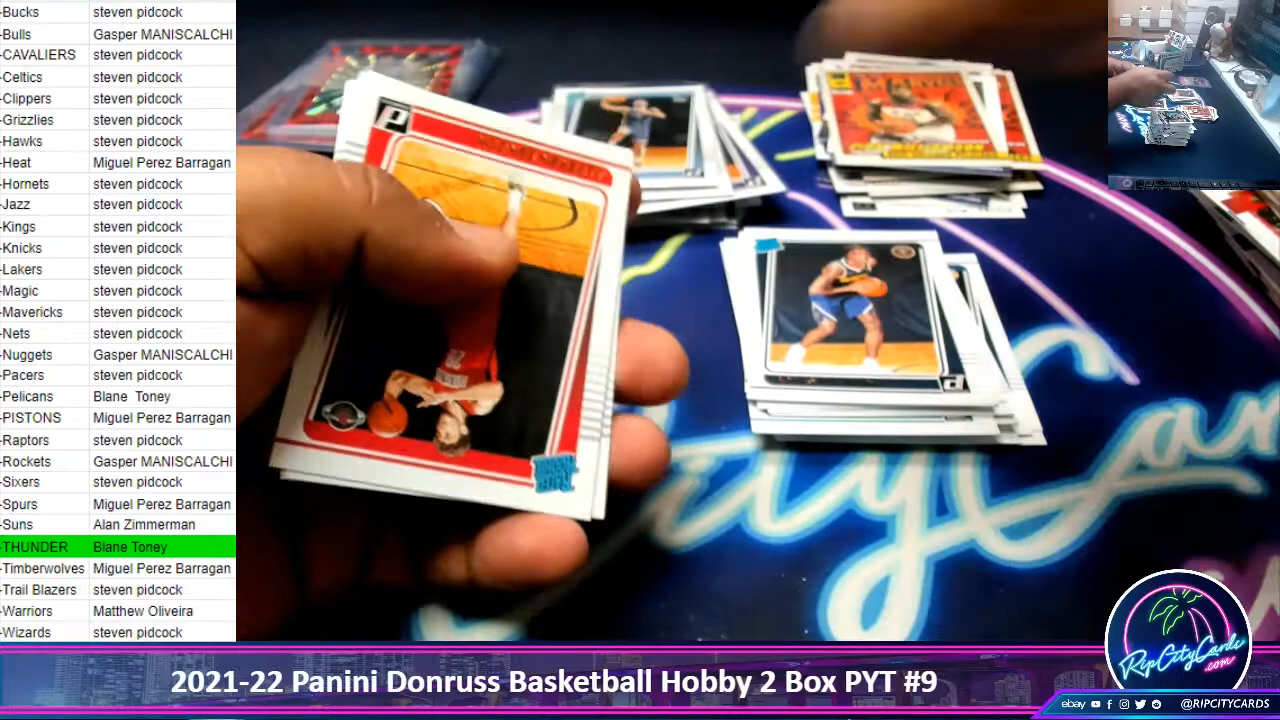 -Bucks steven pidcock
-Bulls Gasper MANISCALCHI
-CAVALIERS steven pidcock
-Celtics steven pidcock
-Clippers steven pidcock
-Grizzlies steven pidcock
-Hawks steven pidcock
-Heat Miguel Perez Barragan
-Hornets steven pidcock
-Jazz steven pidcock
-Kings steven pidcock
-Knicks steven pidcock
-Lakers steven pidcock
-Magic steven pidcock
-Mavericks steven pidcock
-Nets steven pidcock
-Nuggets Gasper MANISCALCHI
-Pacers steven pidcock
-Pelicans Blane Toney
-PISTONS Miguel Perez Barragan
-Raptors steven pidcock
-Rockets Gasper MANISCALCHI
-Sixers steven pidcock
-Spurs Miguel Perez Barragan
-Suns Alan Zimmerman
-THUNDER Blane Toney
-Timberwolves Miguel Perez Barragan
-Trail Blazers steven pidcock
-Warriors Matthew Oliveira
-Wizards steven pidcock
MARVELS
RipCityCards
.com
2021-22 Panini Donruss Basketball Hobby 2 Box PYT #9
ebay @RIPCITYCARDS